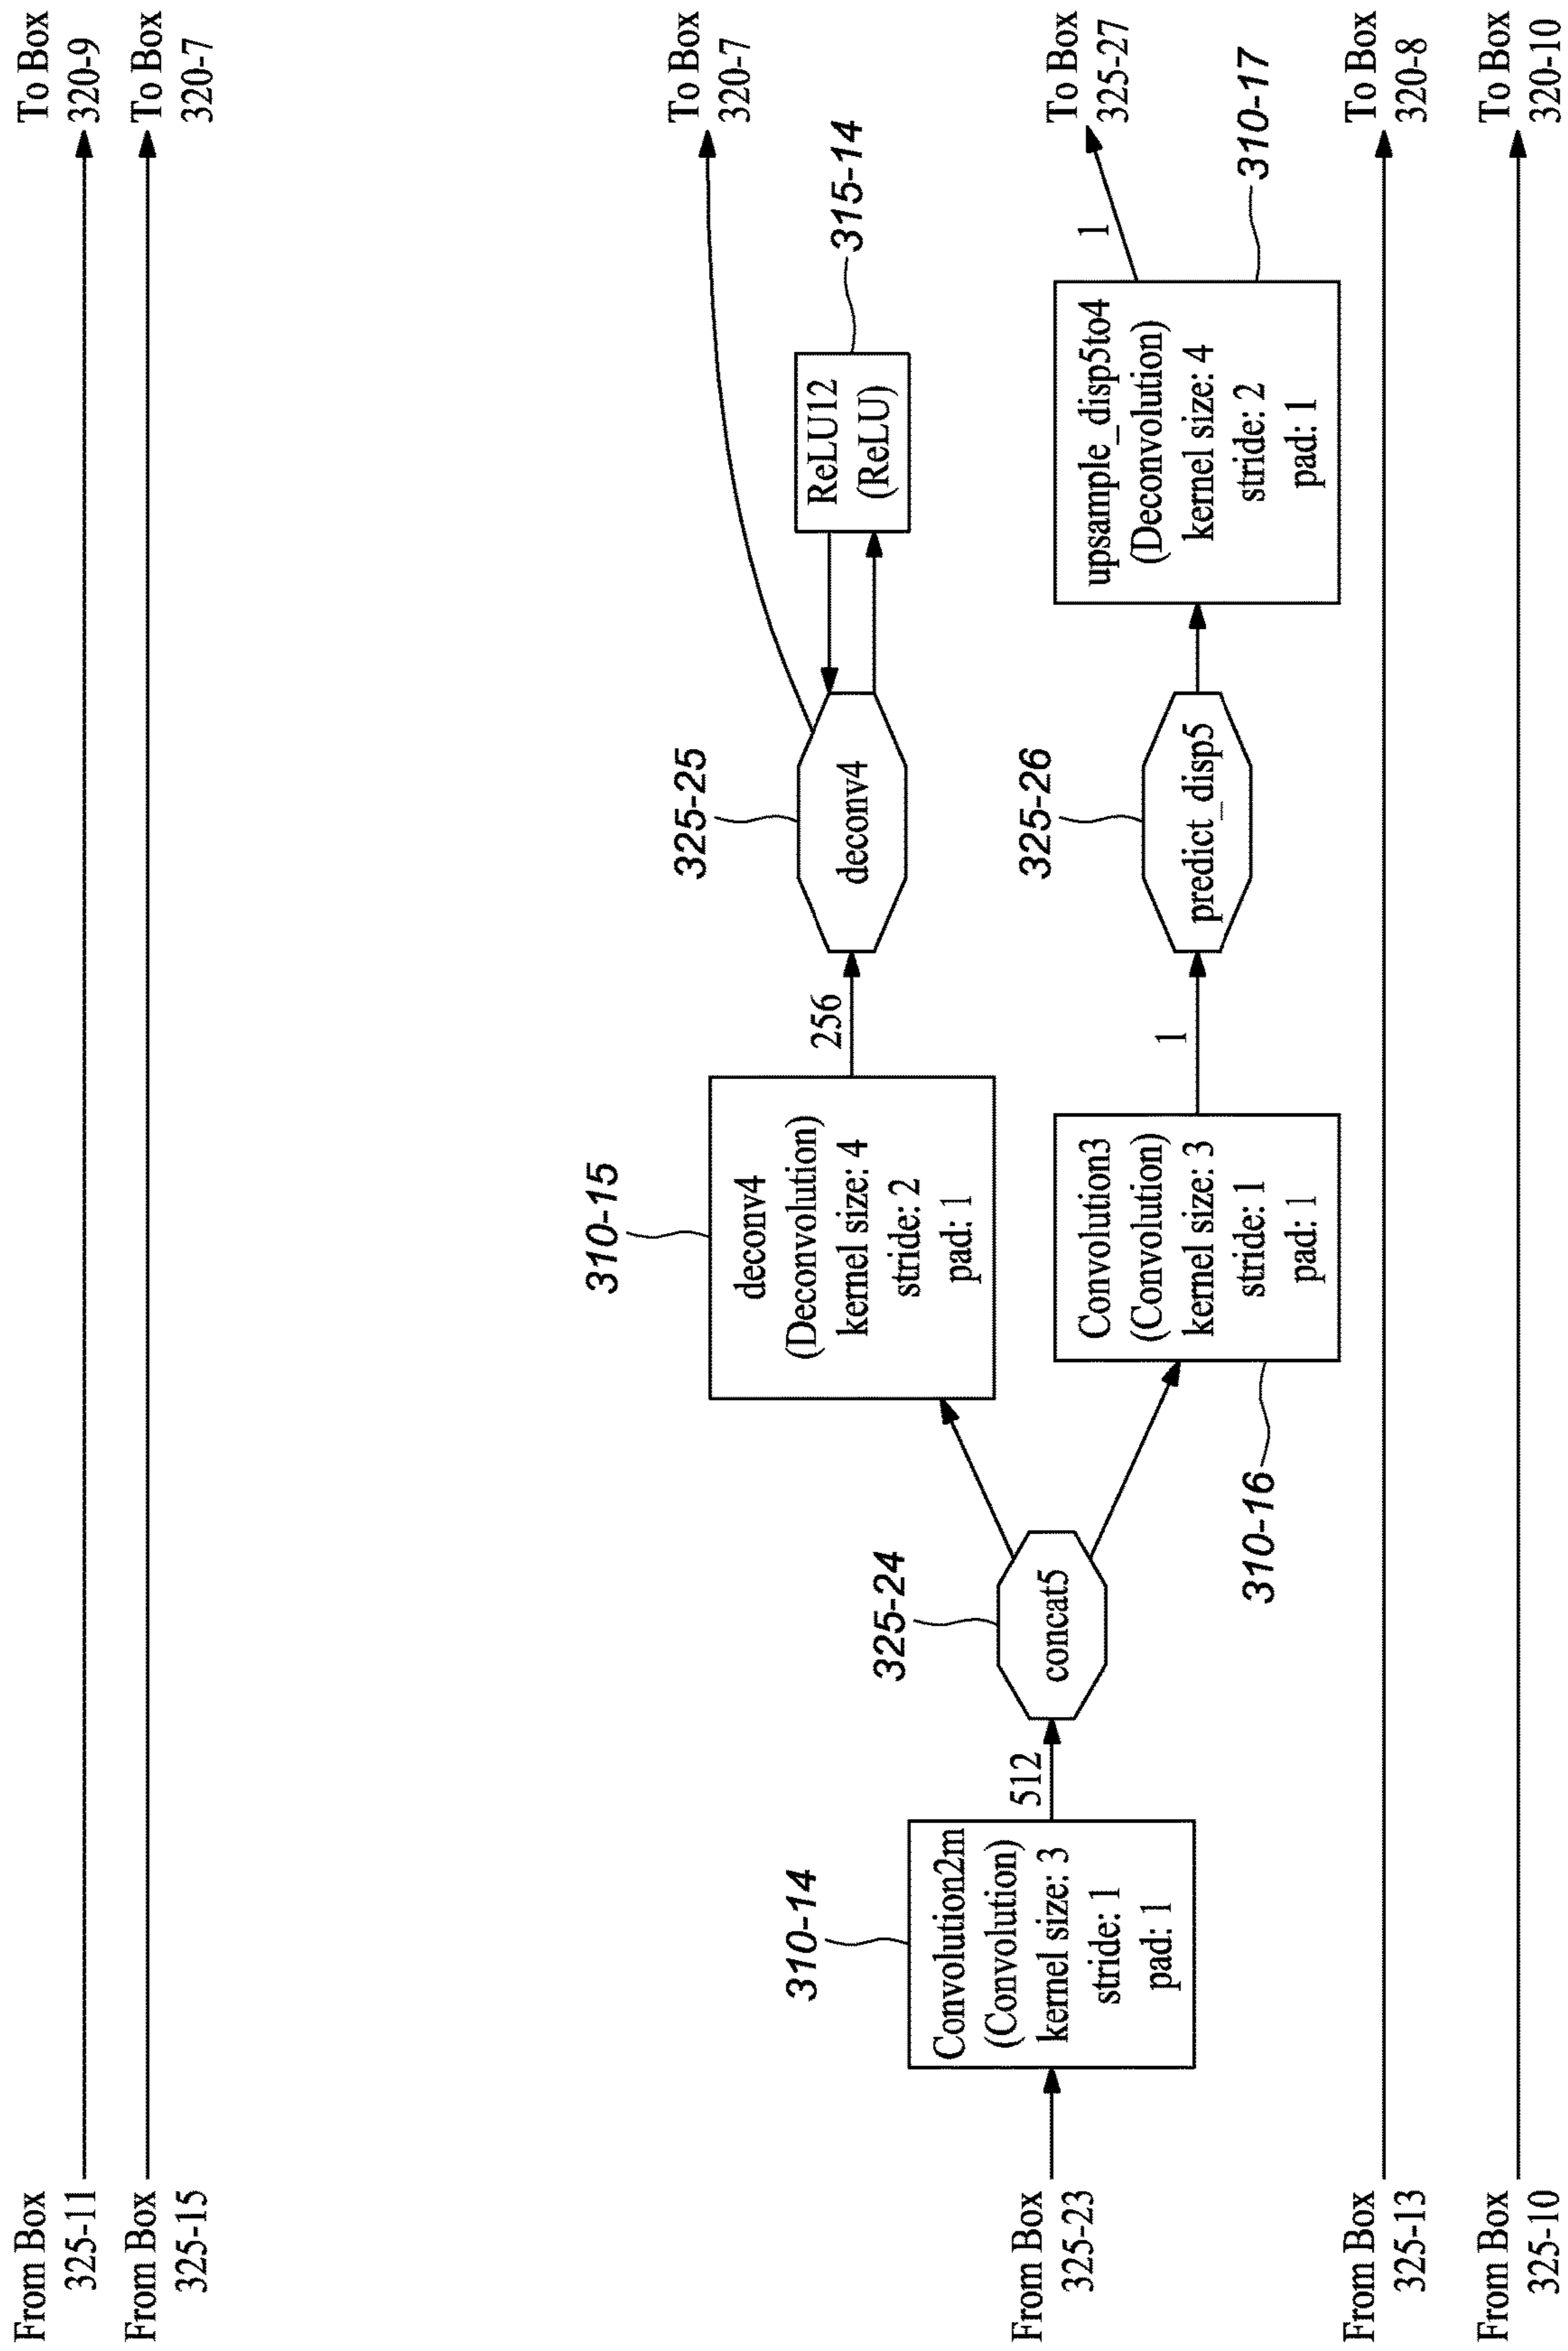 From Box
325-11
To Box
320-9
From Box
325-15
To Box
320-7
To Box
320-7
310-15
deconv4
(Deconvolution)
kernel size: 4
stride: 2
pad: 1
256
325-25
deconv4
ReLU12
(ReLU)
315-14
From Box
325-23
310-14
Convolution2m
(Convolution)
kernel size: 3
stride: 1
pad: 1
512
325-24
concat5
310-16
Convolution3
(Convolution)
kernel size: 3
stride: 1
pad: 1
1
325-26
predict_disp5
upsample_disp5to4
(Deconvolution)
kernel size: 4
stride: 2
pad: 1
310-17
1
To Box
325-27
From Box
325-13
To Box
320-8
From Box
325-10
To Box
320-10